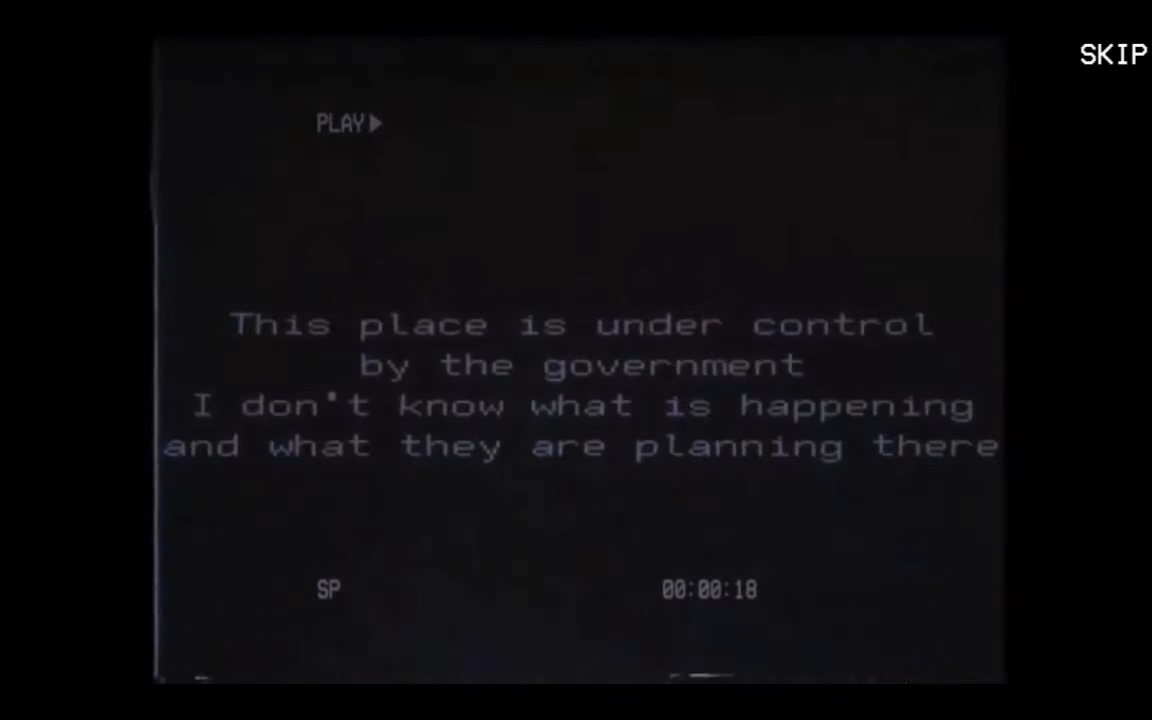 SKIP
PLAY▶
This place is under control
by the government
I don't know what is happening
and what they are planning there
SP
00:00:18